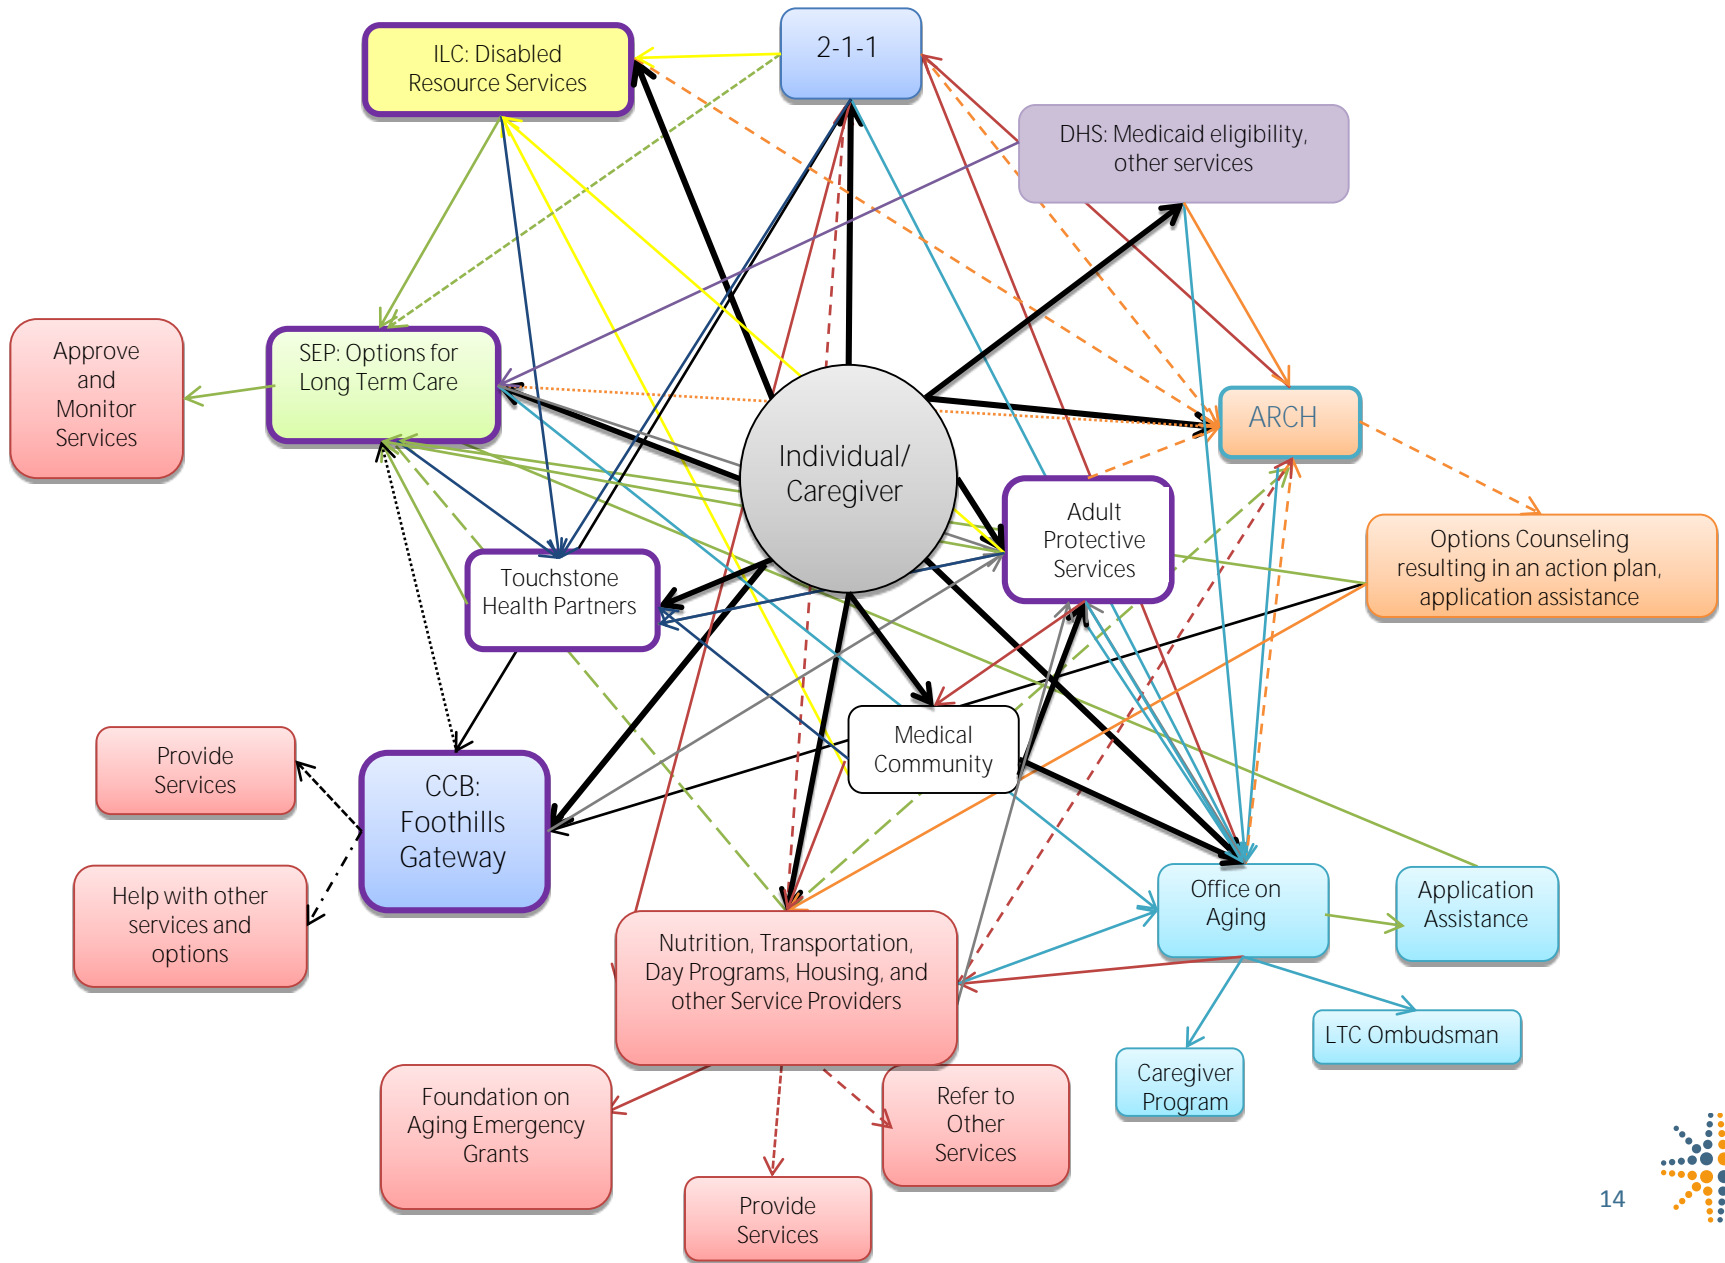 2-1-1
ILC: Disabled
Resource Services
DHS: Medicaid eligibility,
other services
Approve
and
Monitor
Services
SEP: Options for
Long Term Care
ARCH
Individual/
Caregiver
Adult
Protective
Services
Options Counseling
resulting in an action plan,
application assistance
Touchstone
Health Partners
Medical
Community
Provide
Services
CCB:
Foothills
Gateway
Help with other
services and
options
Office on
Aging
Application
Assistance
Nutrition, Transportation,
Day Programs, Housing, and
other Service Providers
LTC Ombudsman
Caregiver
Program
Foundation on
Aging Emergency
Grants
Refer to
Other
Services
Provide
Services
14